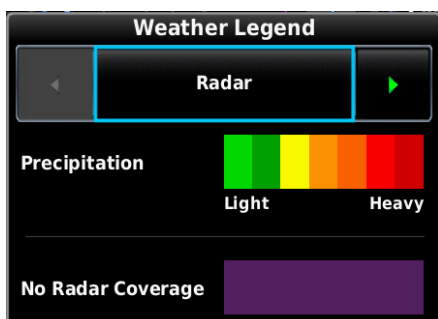 Weather Legend
Radar
Precipitation
Light Heavy
No Radar Coverage